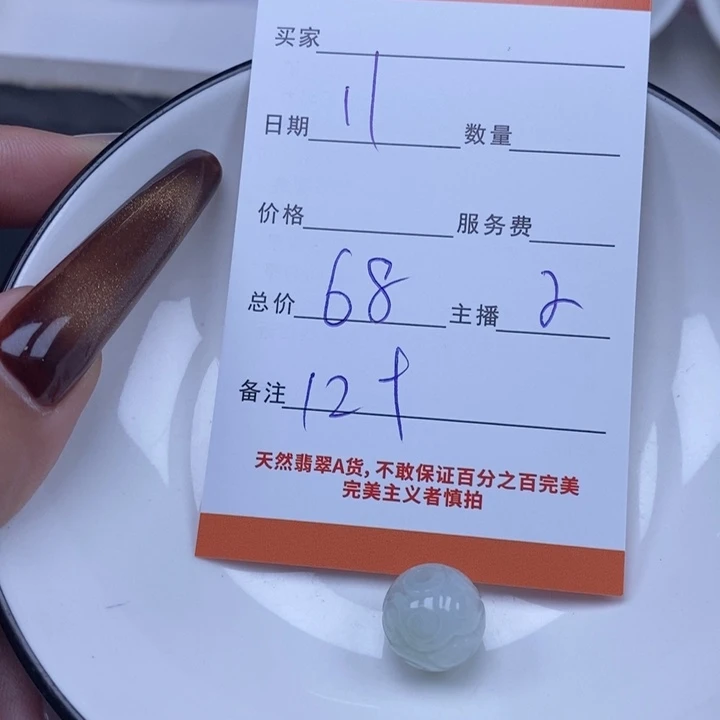 买家
日期 11 数量
价格 服务费
总价 68 主播 2
备注 12
天然翡翠A货，不敢保证百分之百完美
完美主义者慎拍